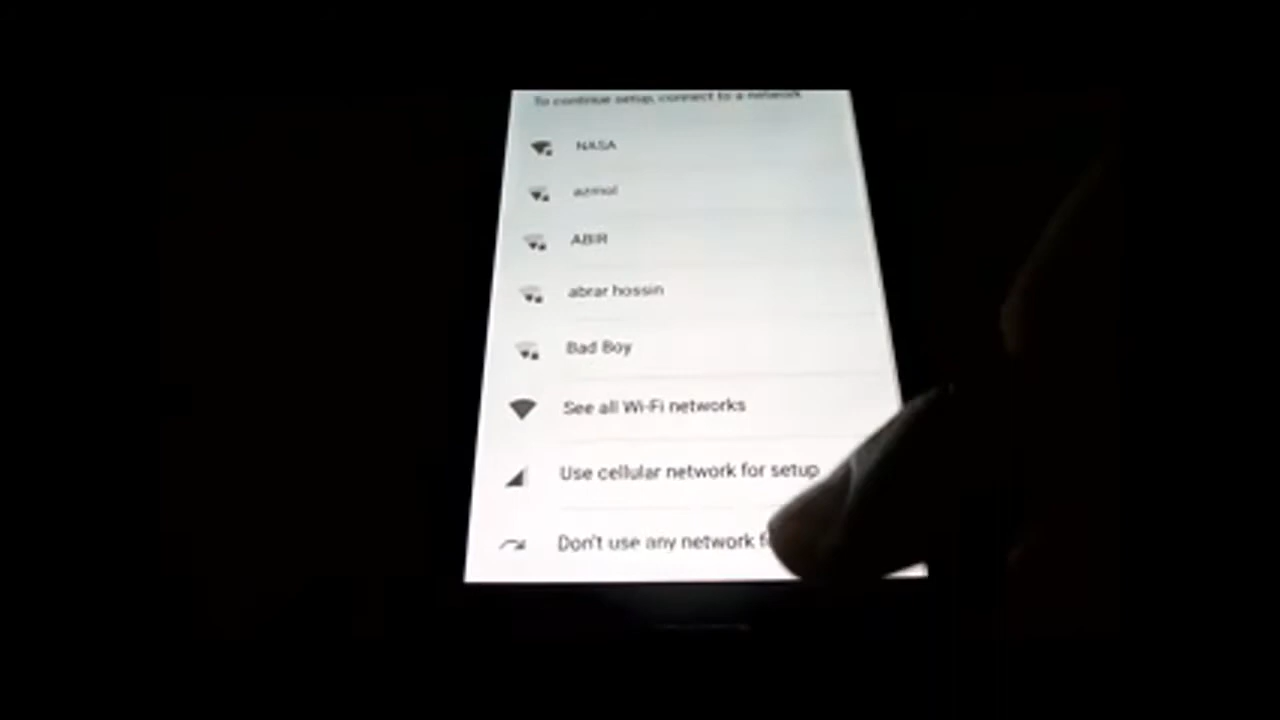 To continue setup, connect to a network
NASA
azmol
ABIR
abrar hossin
Bad Boy
See all Wi-Fi networks
Use cellular network for setup
Don't use any network